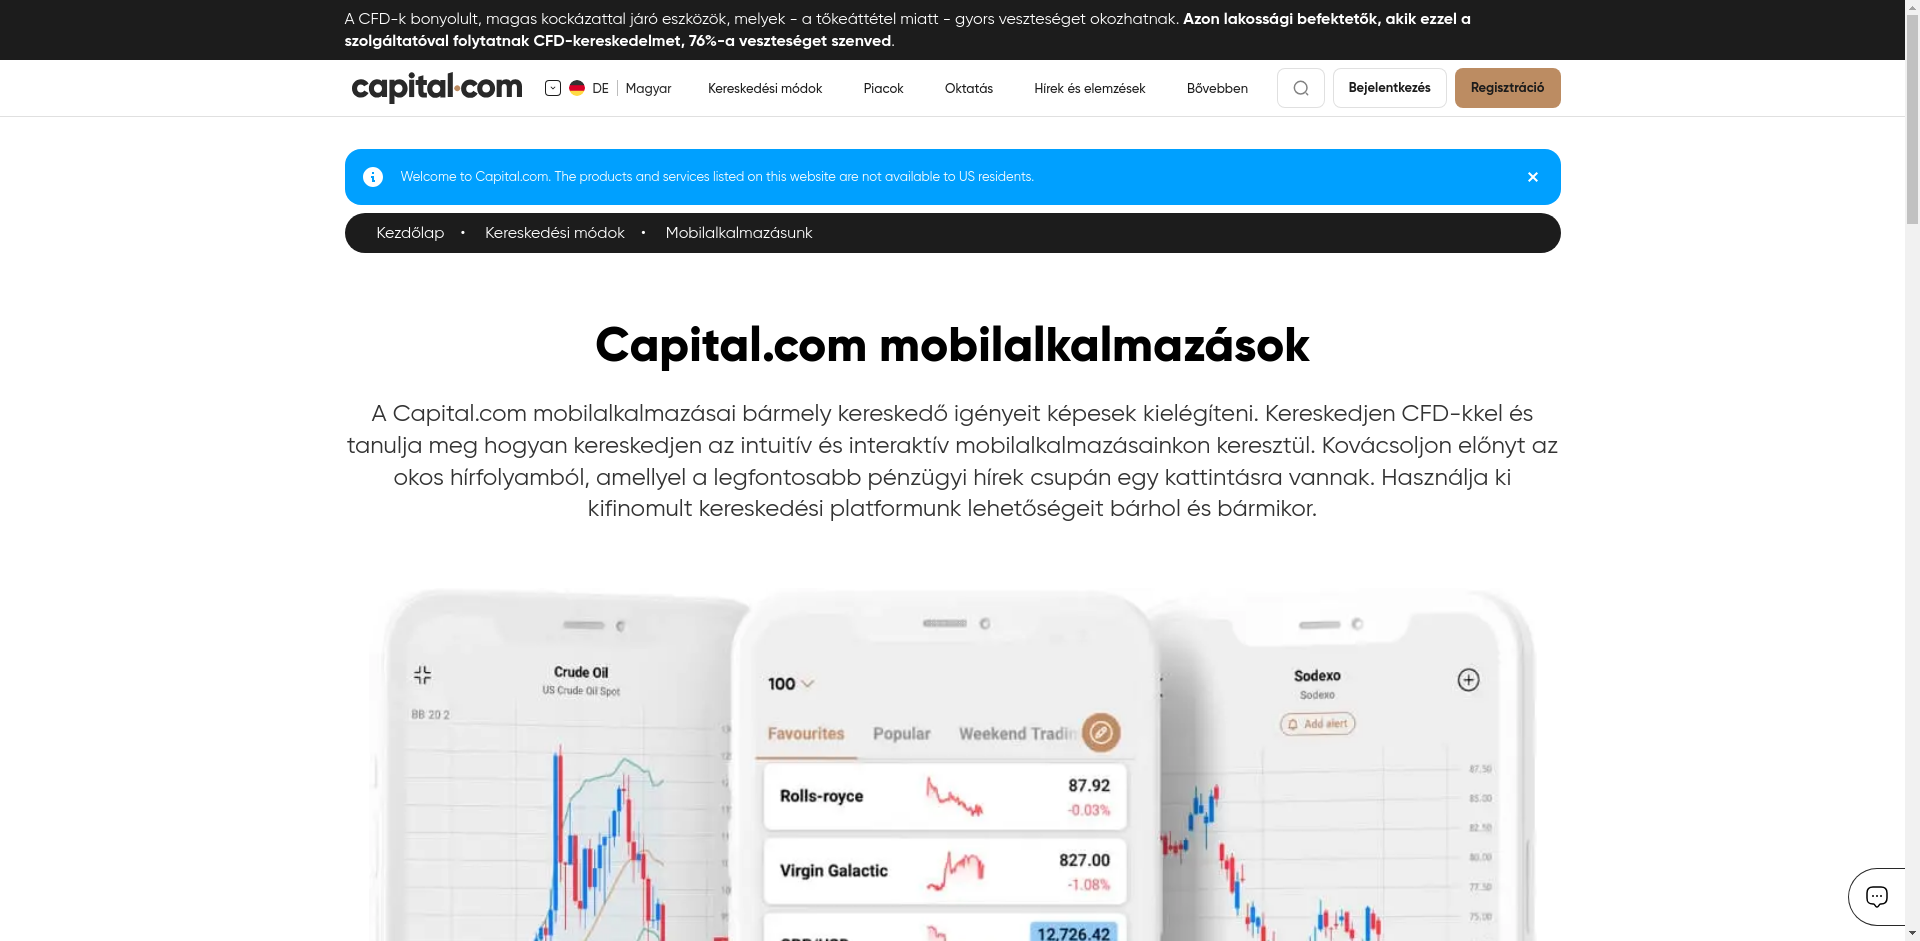 A CFD-k bonyolult, magas kockázattal járó eszközök, melyek - a tőkeáttétel miatt - gyors veszteséget okozhatnak. Azon lakossági befektetők, akik ezzel a
szolgáltatóval folytatnak CFD-kereskedelmet, 76%-a veszteséget szenved.
capital.com DE Magyar Kereskedési módok Piacok Oktatás Hírek és elemzések Bővebben Bejelentkezés Regisztráció
Welcome to Capital.com. The products and services listed on this website are not available to US residents.
Kezdőlap • Kereskedési módok • Mobilalkalmazásunk
Capital.com mobilalkalmazások
A Capital.com mobilalkalmazásai bármely kereskedő igényeit képesek kielégíteni. Kereskedjen CFD-kkel és
tanulja meg hogyan kereskedjen az intuitív és interaktív mobilalkalmazásainkon keresztül. Kovácsoljon előnyt az
okos hírfolyamból, amellyel a legfontosabb pénzügyi hírek csupán egy kattintásra vannak. Használja ki
kifinomult kereskedési platformunk lehetőségeit bárhol és bármikor.
Crude Oil
US Crude Oil Spot
BB 20 2
100
Favourites Popular Weekend Tradin
Rolls-royce 87.92
-0.03%
Virgin Galactic 827.00
-1.08%
12,726.42
Sodexo
Sodexo
Add alert
87.50
85.00
82.50
80.00
77.50
75.00